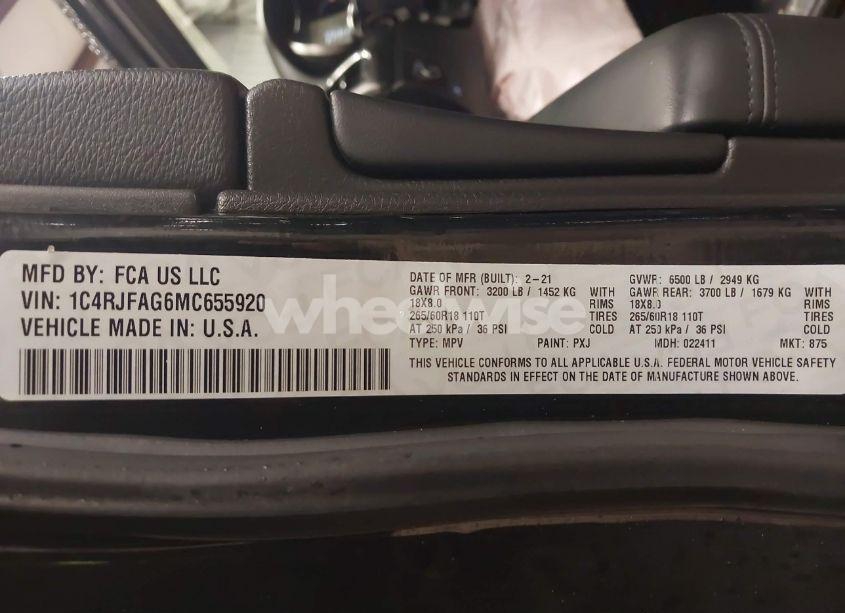 MFD BY: FCA US LLC
VIN: 1C4RJFAG6MC655920
VEHICLE MADE IN: U.S.A.
DATE OF MFR (BUILT): 2-21 GVWR: 6500 LB / 2949 KG
GAWR FRONT: 3200 LB / 1452 KG WITH GAWR REAR: 3700 LB / 1679 KG WITH
18X8.0 RIMS 18X8.0 RIMS
265/60R18 110T TIRES 265/60R18 110T TIRES
AT 250 kPa / 36 PSI COLD AT 250 kPa / 36 PSI COLD
TYPE: MPV PAINT: PXJ MDH: 022411 MKT: 875
THIS VEHICLE CONFORMS TO ALL APPLICABLE U.S.A. FEDERAL MOTOR VEHICLE SAFETY
STANDARDS IN EFFECT ON THE DATE OF MANUFACTURE SHOWN ABOVE.
wheelwise